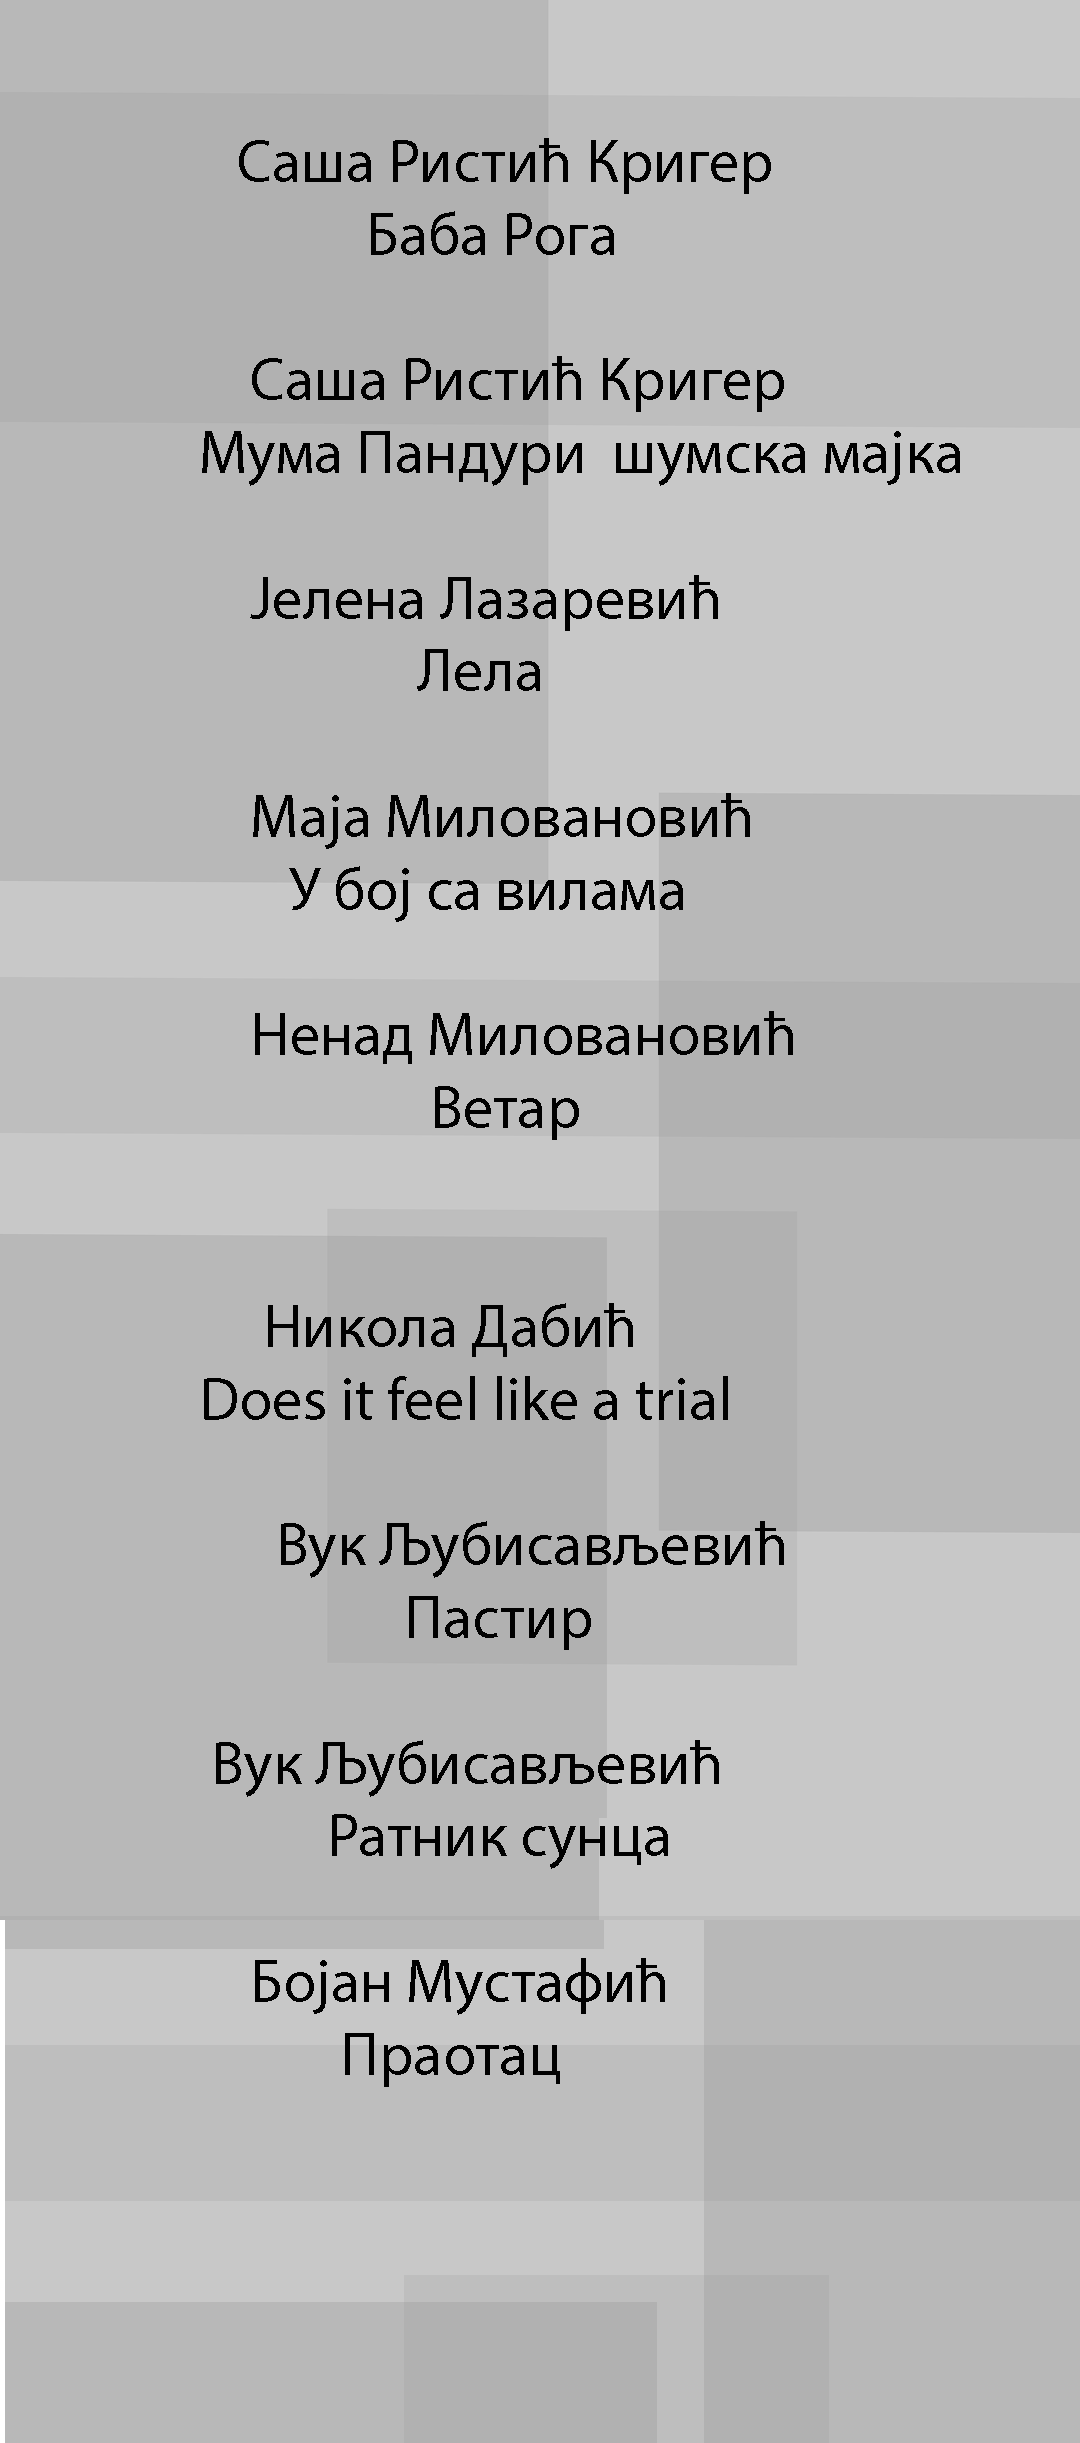 Саша Ристић Кригер
Баба Рога
Саша Ристић Кригер
Мума Пандури  шумска мајка
Јелена Лазаревић
Лела
Маја Миловановић
У бој са вилама
Ненад Миловановић
Ветар
Никола Дабић
Does it feel like a trial
Вук Љубисављевић
Пастир
Вук Љубисављевић
Ратник сунца
Бојан Мустафић
Праотац